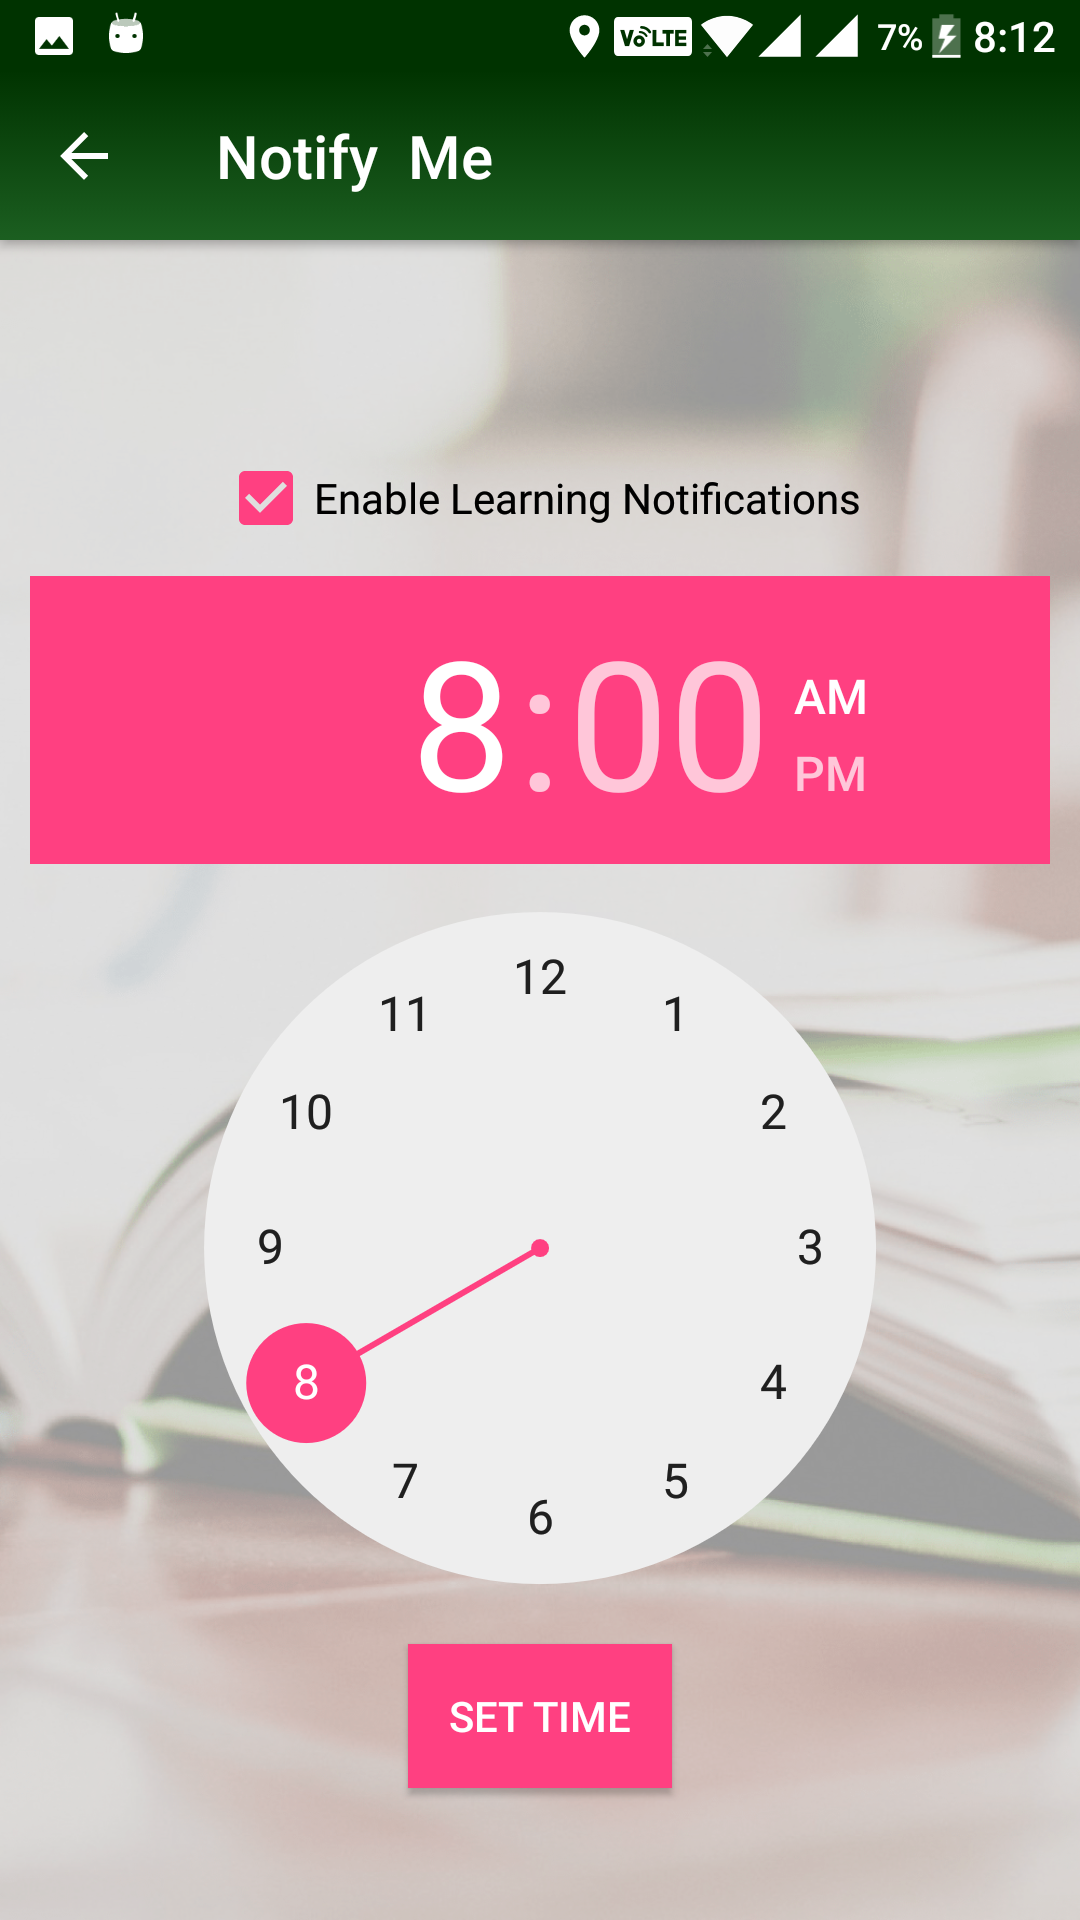 VoLTE 7% 8:12
Notify Me
Enable Learning Notifications
8:00
AM
PM
12
11 1
10 2
9 3
8 4
7 5
6
SET TIME